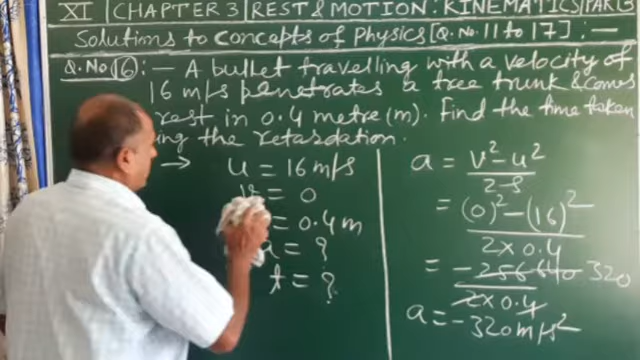 XI | CHAPTER 3 | REST & MOTION: KINEMATICS | PART 3
Solutions to Concepts of Physics [Q. No. 11 to 17] : —
Q. No. 16 : — A bullet travelling with a velocity of
16 m/s penetrates a tree trunk & comes
rest in 0.4 metre (m). Find the time taken
the retardation.
→ u = 16 m/s
= 0
= 0.4 m
a = ?
t = ?
a = v² - u²
2 s
= (0)² - (16)²
2 × 0.4
= - 256 640 320
2 × 0.4
a = - 320 m/s²